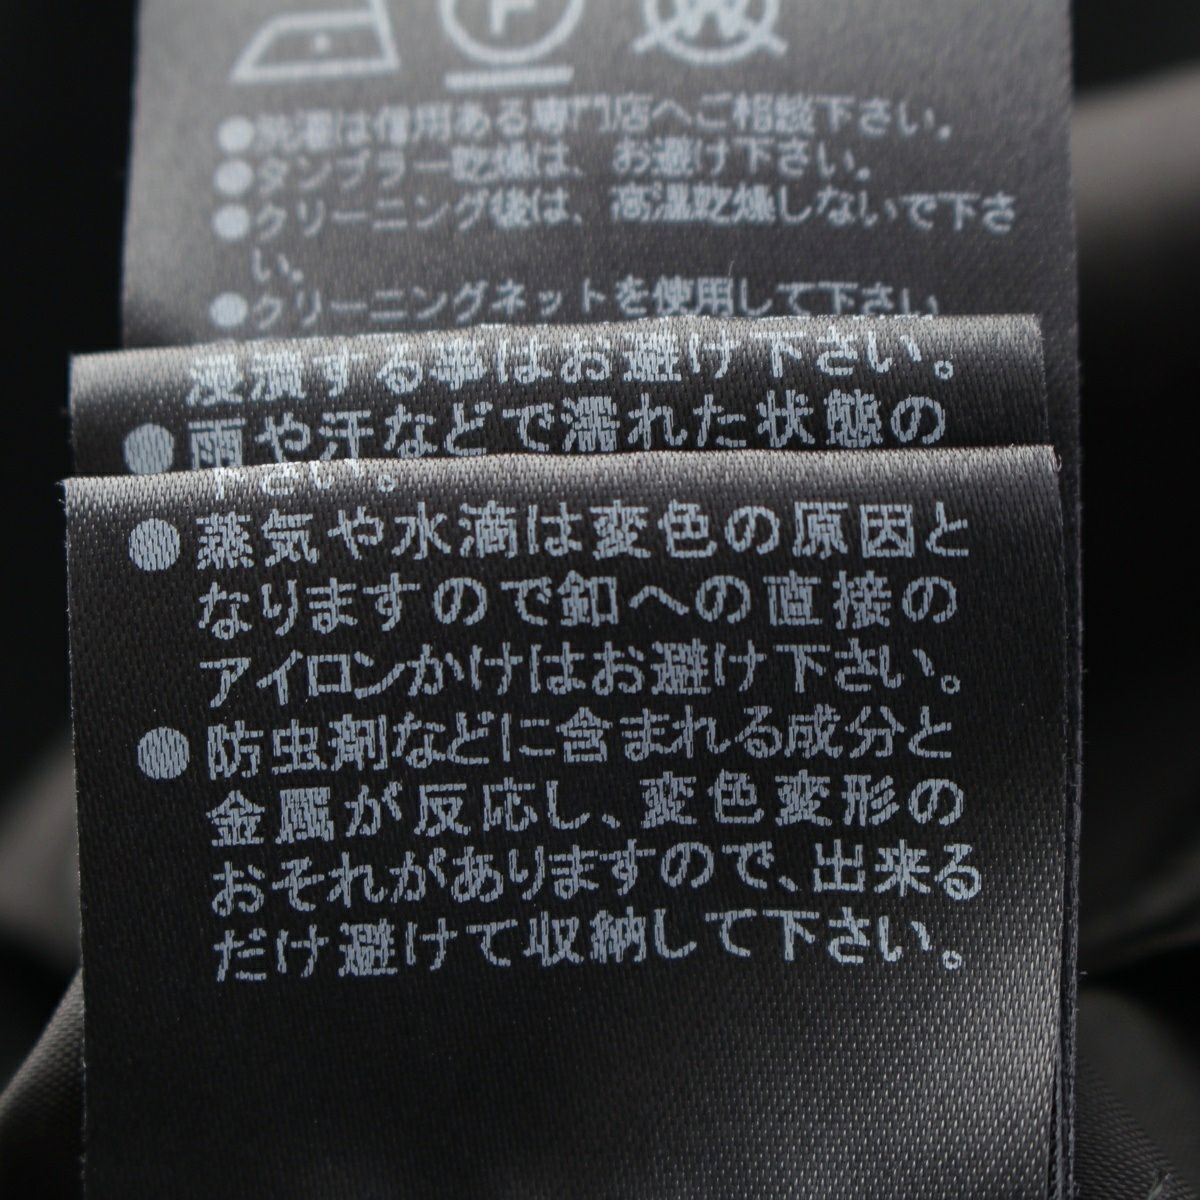 F
W
●洗濯は信用ある専門店へご相談下さい。
●タンブラー乾燥は、お避け下さい。
●クリーニング後は、高温乾燥しないで下さ
い。
●クリーニングネットを使用して下さい
浸漬する事はお避け下さい。
●雨や汗などで濡れた状態の
下さい。
●蒸気や水滴は変色の原因と
なりますので釦への直接の
アイロンかけはお避け下さい。
●防虫剤などに含まれる成分と
金属が反応し、変色変形の
おそれがありますので、出来る
だけ避けて収納して下さい。